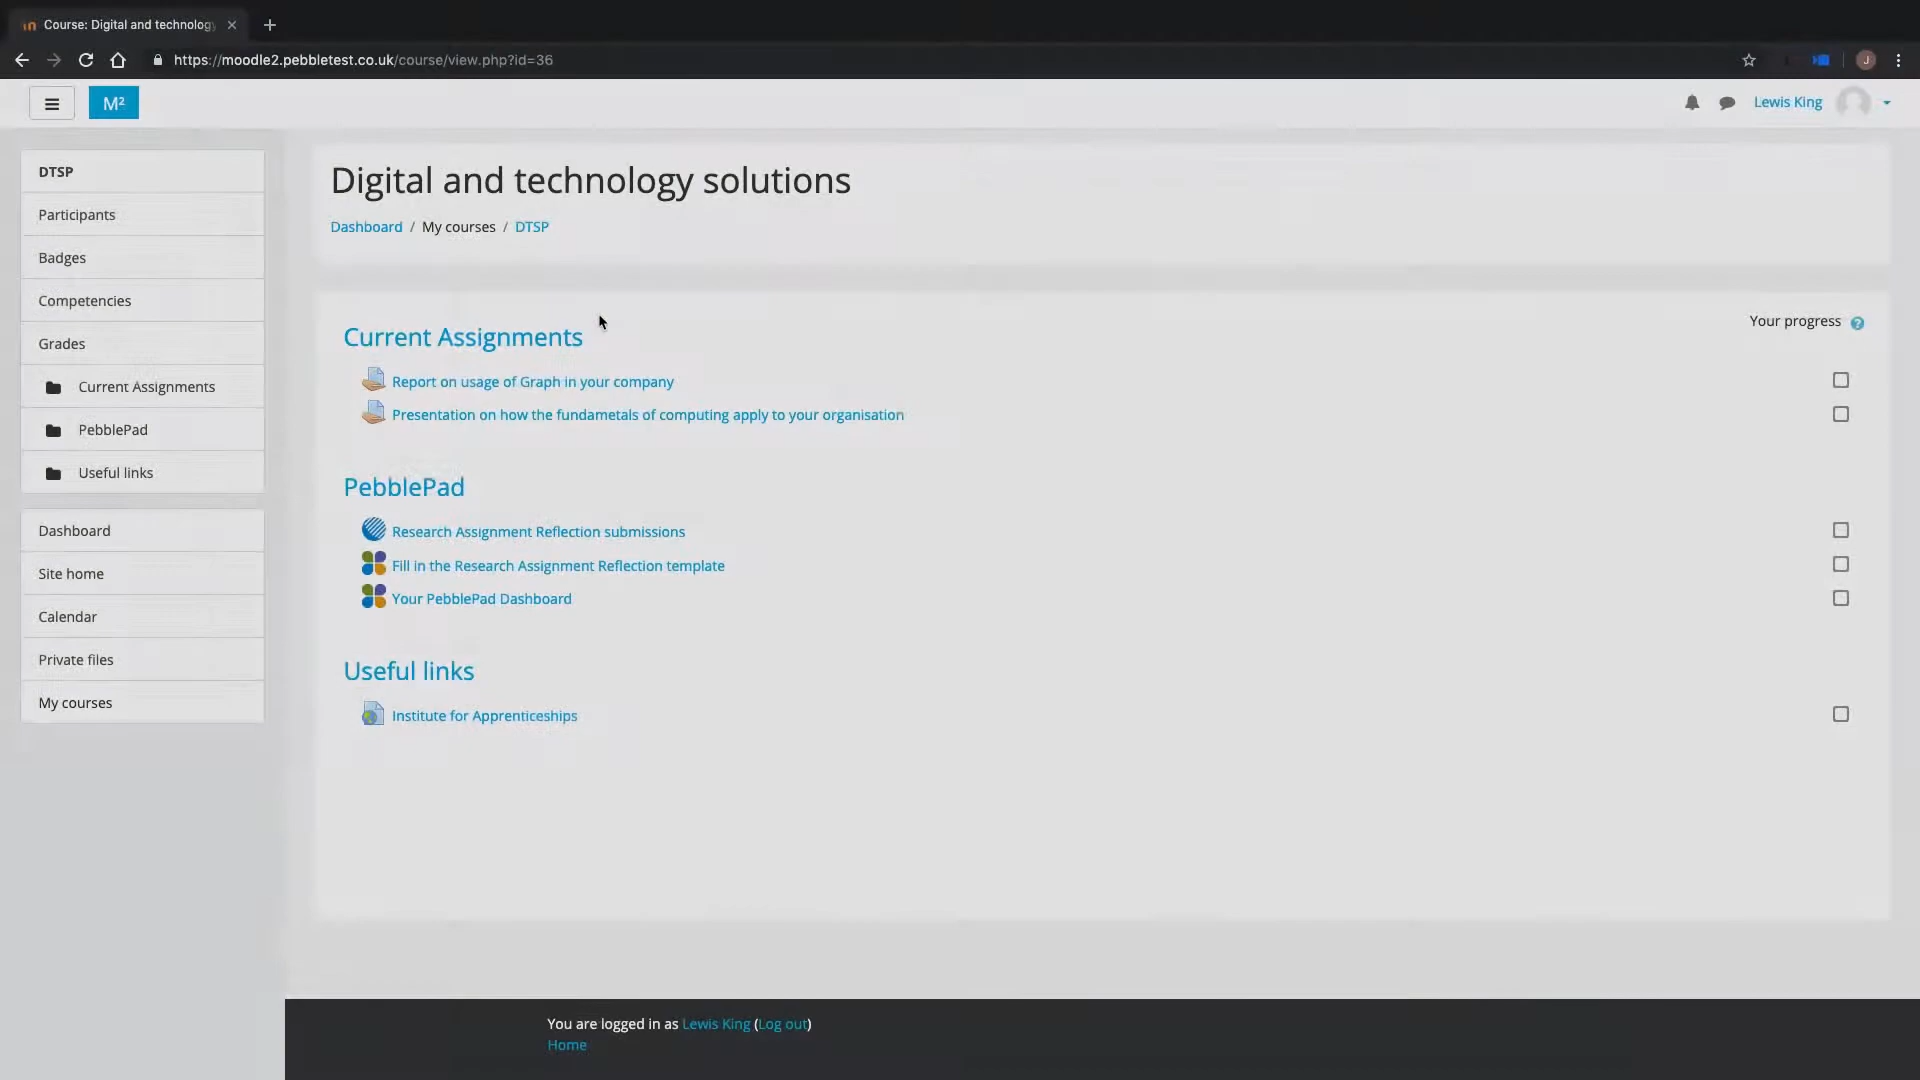 Course: Digital and technology
https://moodle2.pebbletest.co.uk/course/view.php?id=36
J
M²
Lewis King
DTSP
Participants
Badges
Competencies
Grades
Current Assignments
PebblePad
Useful links
Dashboard
Site home
Calendar
Private files
My courses
Digital and technology solutions
Dashboard / My courses / DTSP
Your progress ?
Current Assignments
Report on usage of Graph in your company
Presentation on how the fundametals of computing apply to your organisation
PebblePad
Research Assignment Reflection submissions
Fill in the Research Assignment Reflection template
Your PebblePad Dashboard
Useful links
Institute for Apprenticeships
You are logged in as Lewis King (Log out)
Home